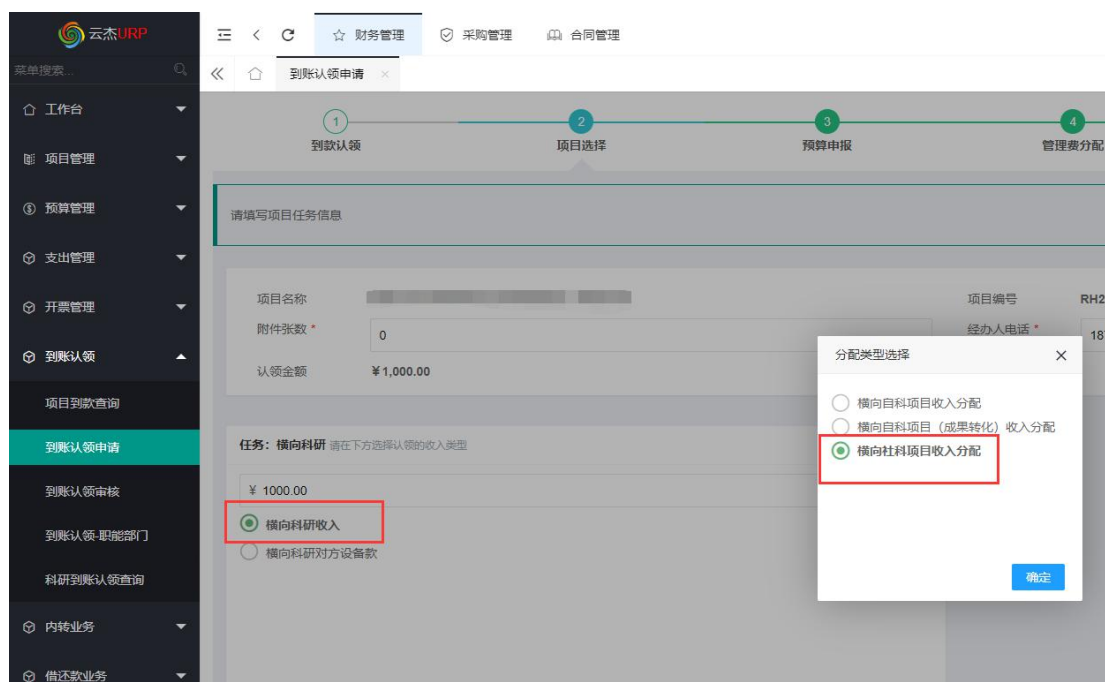 云杰URP
财务管理
采购管理
合同管理
菜单搜索...
到账认领申请
工作台
项目管理
预算管理
支出管理
开票管理
到账认领
项目到款查询
到账认领申请
到账认领审核
到账认领-职能部门
科研到账认领查询
内转业务
借还款业务
1
到款认领
2
项目选择
3
预算申报
4
管理费分配
请填写项目任务信息
项目名称
项目编号 RH2
附件张数 * 0
经办人电话 * 18
认领金额 ¥1,000.00
任务：横向科研 请在下方选择认领的收入类型
¥ 1000.00
横向科研收入
横向科研对方设备款
分配类型选择
横向自科项目收入分配
横向自科项目（成果转化）收入分配
横向社科项目收入分配
确定